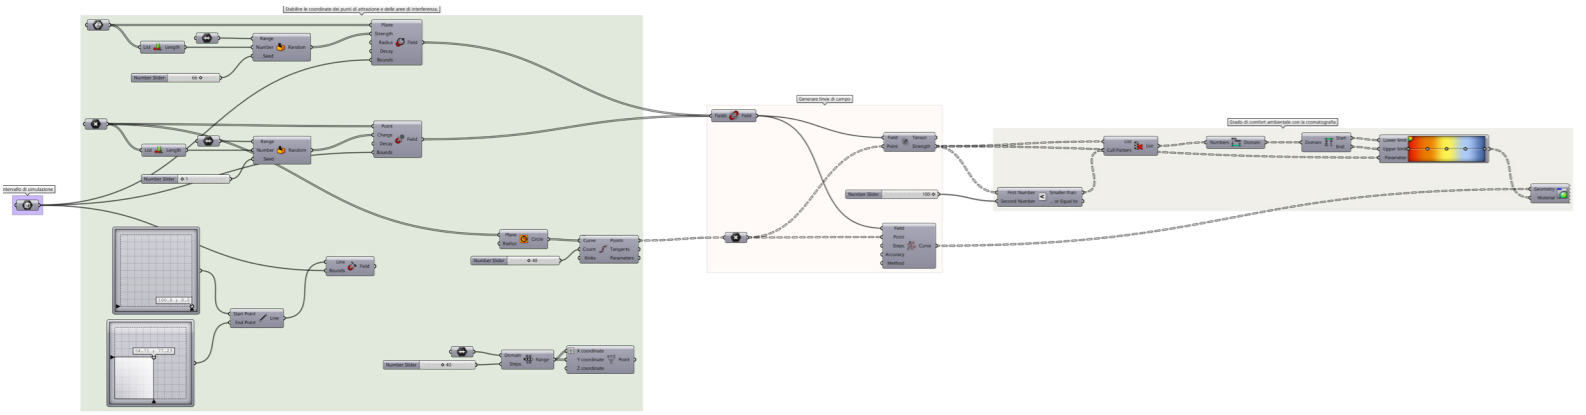 Stabilire le coordinate dei punti di attrazione e delle aree di interferenza.
Plane
Strength
Radius
Decay
Bounds
Field
List
Length
Range
Number
Seed
Random
Number Slider
66
Point
Charge
Decay
Bounds
Field
List
Length
Range
Number
Seed
Random
Number Slider
1
Intervallo di simulazione
100.0 ; 0.0
Start Point
End Point
Line
Line
Bounds
Field
Plane
Radius
Circle
Number Slider
40
Curve
Count
Kinks
Points
Tangents
Parameters
Number Slider
40
Domain
Steps
Range
X coordinate
Y coordinate
Z coordinate
Point
Generare linee di campo
Fields
Field
Field
Point
Tensor
Strength
Number Slider
100
Field
Point
Steps
Accuracy
Method
Curve
Grado di comfort ambientale con la cromatografia
First Number
Second Number
Smaller than
... or Equal to
List
Cull Pattern
List
Numbers
Domain
Domain
Start
End
Lower limit
Upper limit
Parameter
Geometry
Material